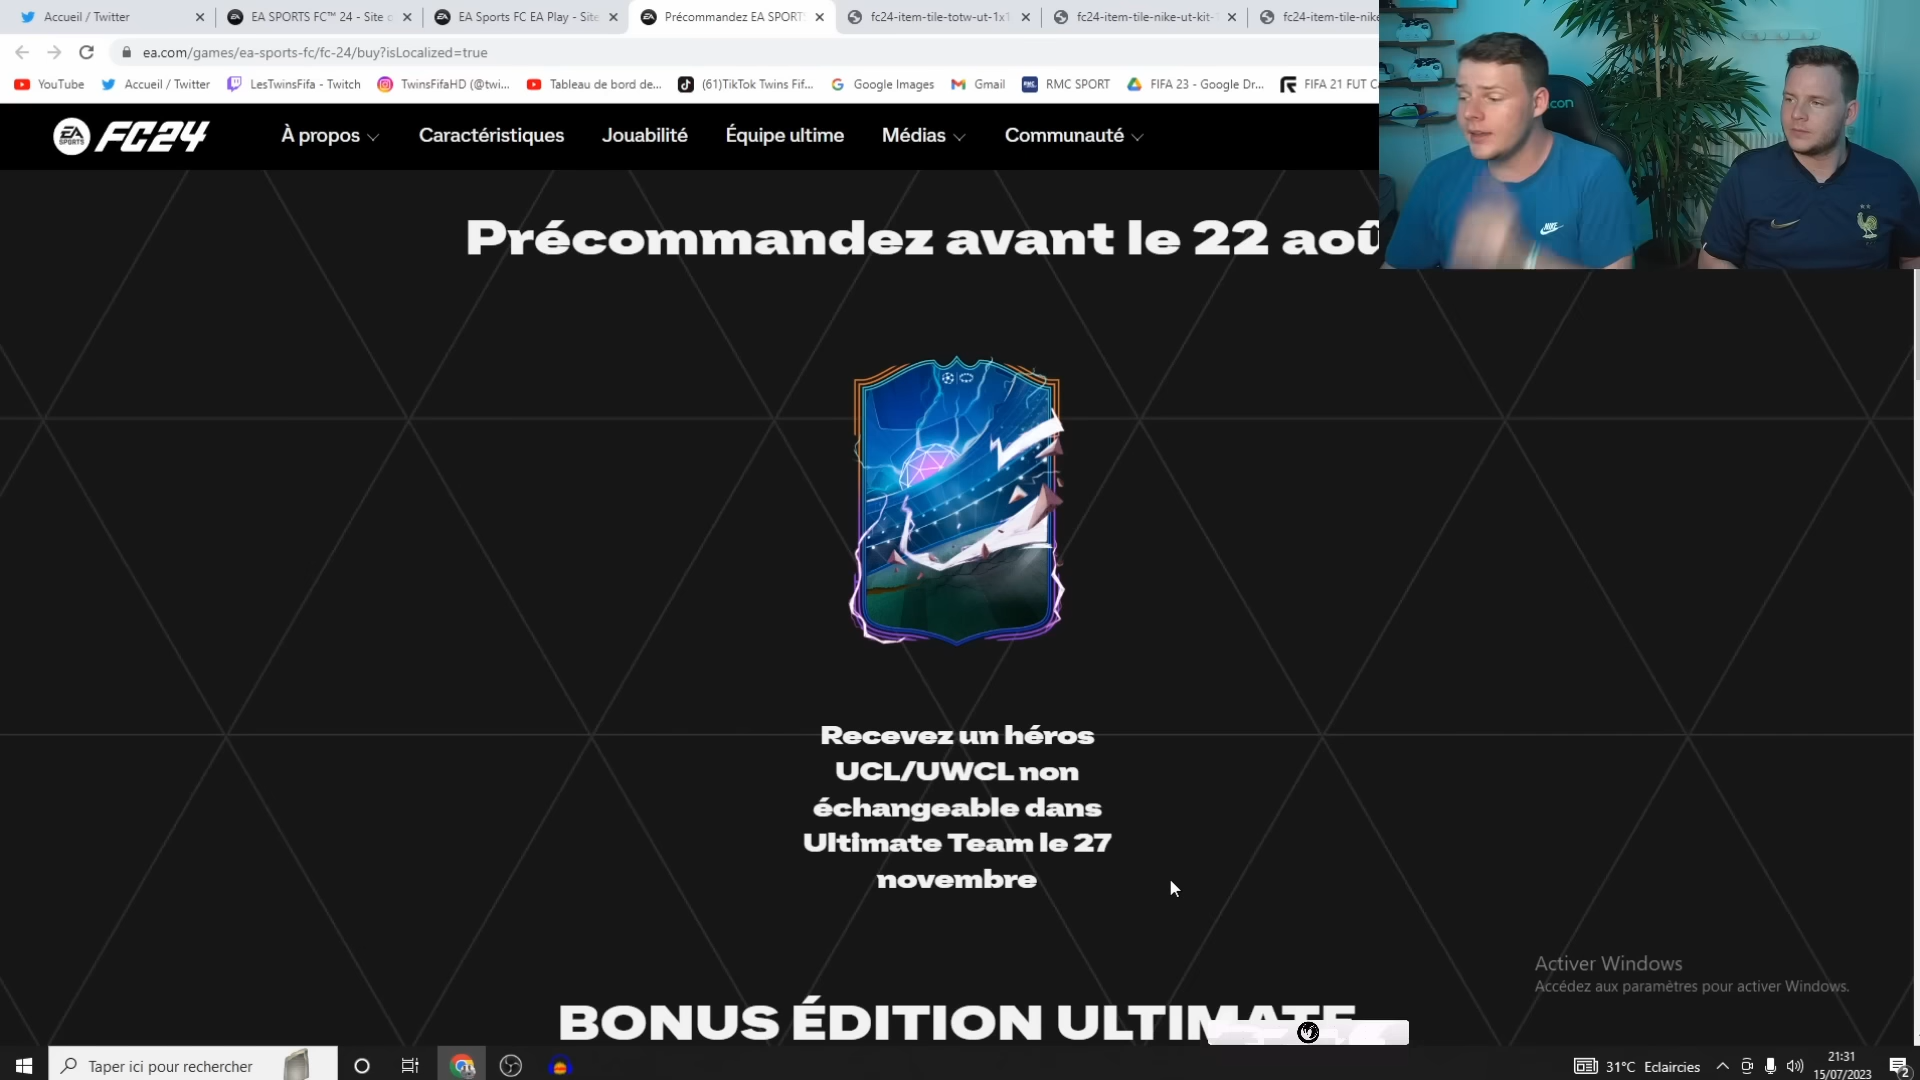 Accueil / Twitter
EA SPORTS FC™ 24 - Site o
EA Sports FC EA Play - Site
Précommandez EA SPORT
fc24-item-tile-totw-ut-1x1
fc24-item-tile-nike-ut-kit-
fc24-item-tile-nike
ea.com/games/ea-sports-fc/fc-24/buy?isLocalized=true
YouTube
Accueil / Twitter
LesTwinsFifa - Twitch
TwinsFifaHD (@twi...
Tableau de bord de...
(61)TikTok Twins Fif...
Google Images
Gmail
RMC SPORT
FIFA 23 - Google Dr...
FIFA 21 FUT C
EA SPORTS FC24
À propos
Caractéristiques
Jouabilité
Équipe ultime
Médias
Communauté
Précommandez avant le 22 aoû
Recevez un héros
UCL/UWCL non
échangeable dans
Ultimate Team le 27
novembre
BONUS ÉDITION ULTIMATE
Activer Windows
Accédez aux paramètres pour activer Windows.
Taper ici pour rechercher
31°C Eclaircies
21:31
15/07/2023
2